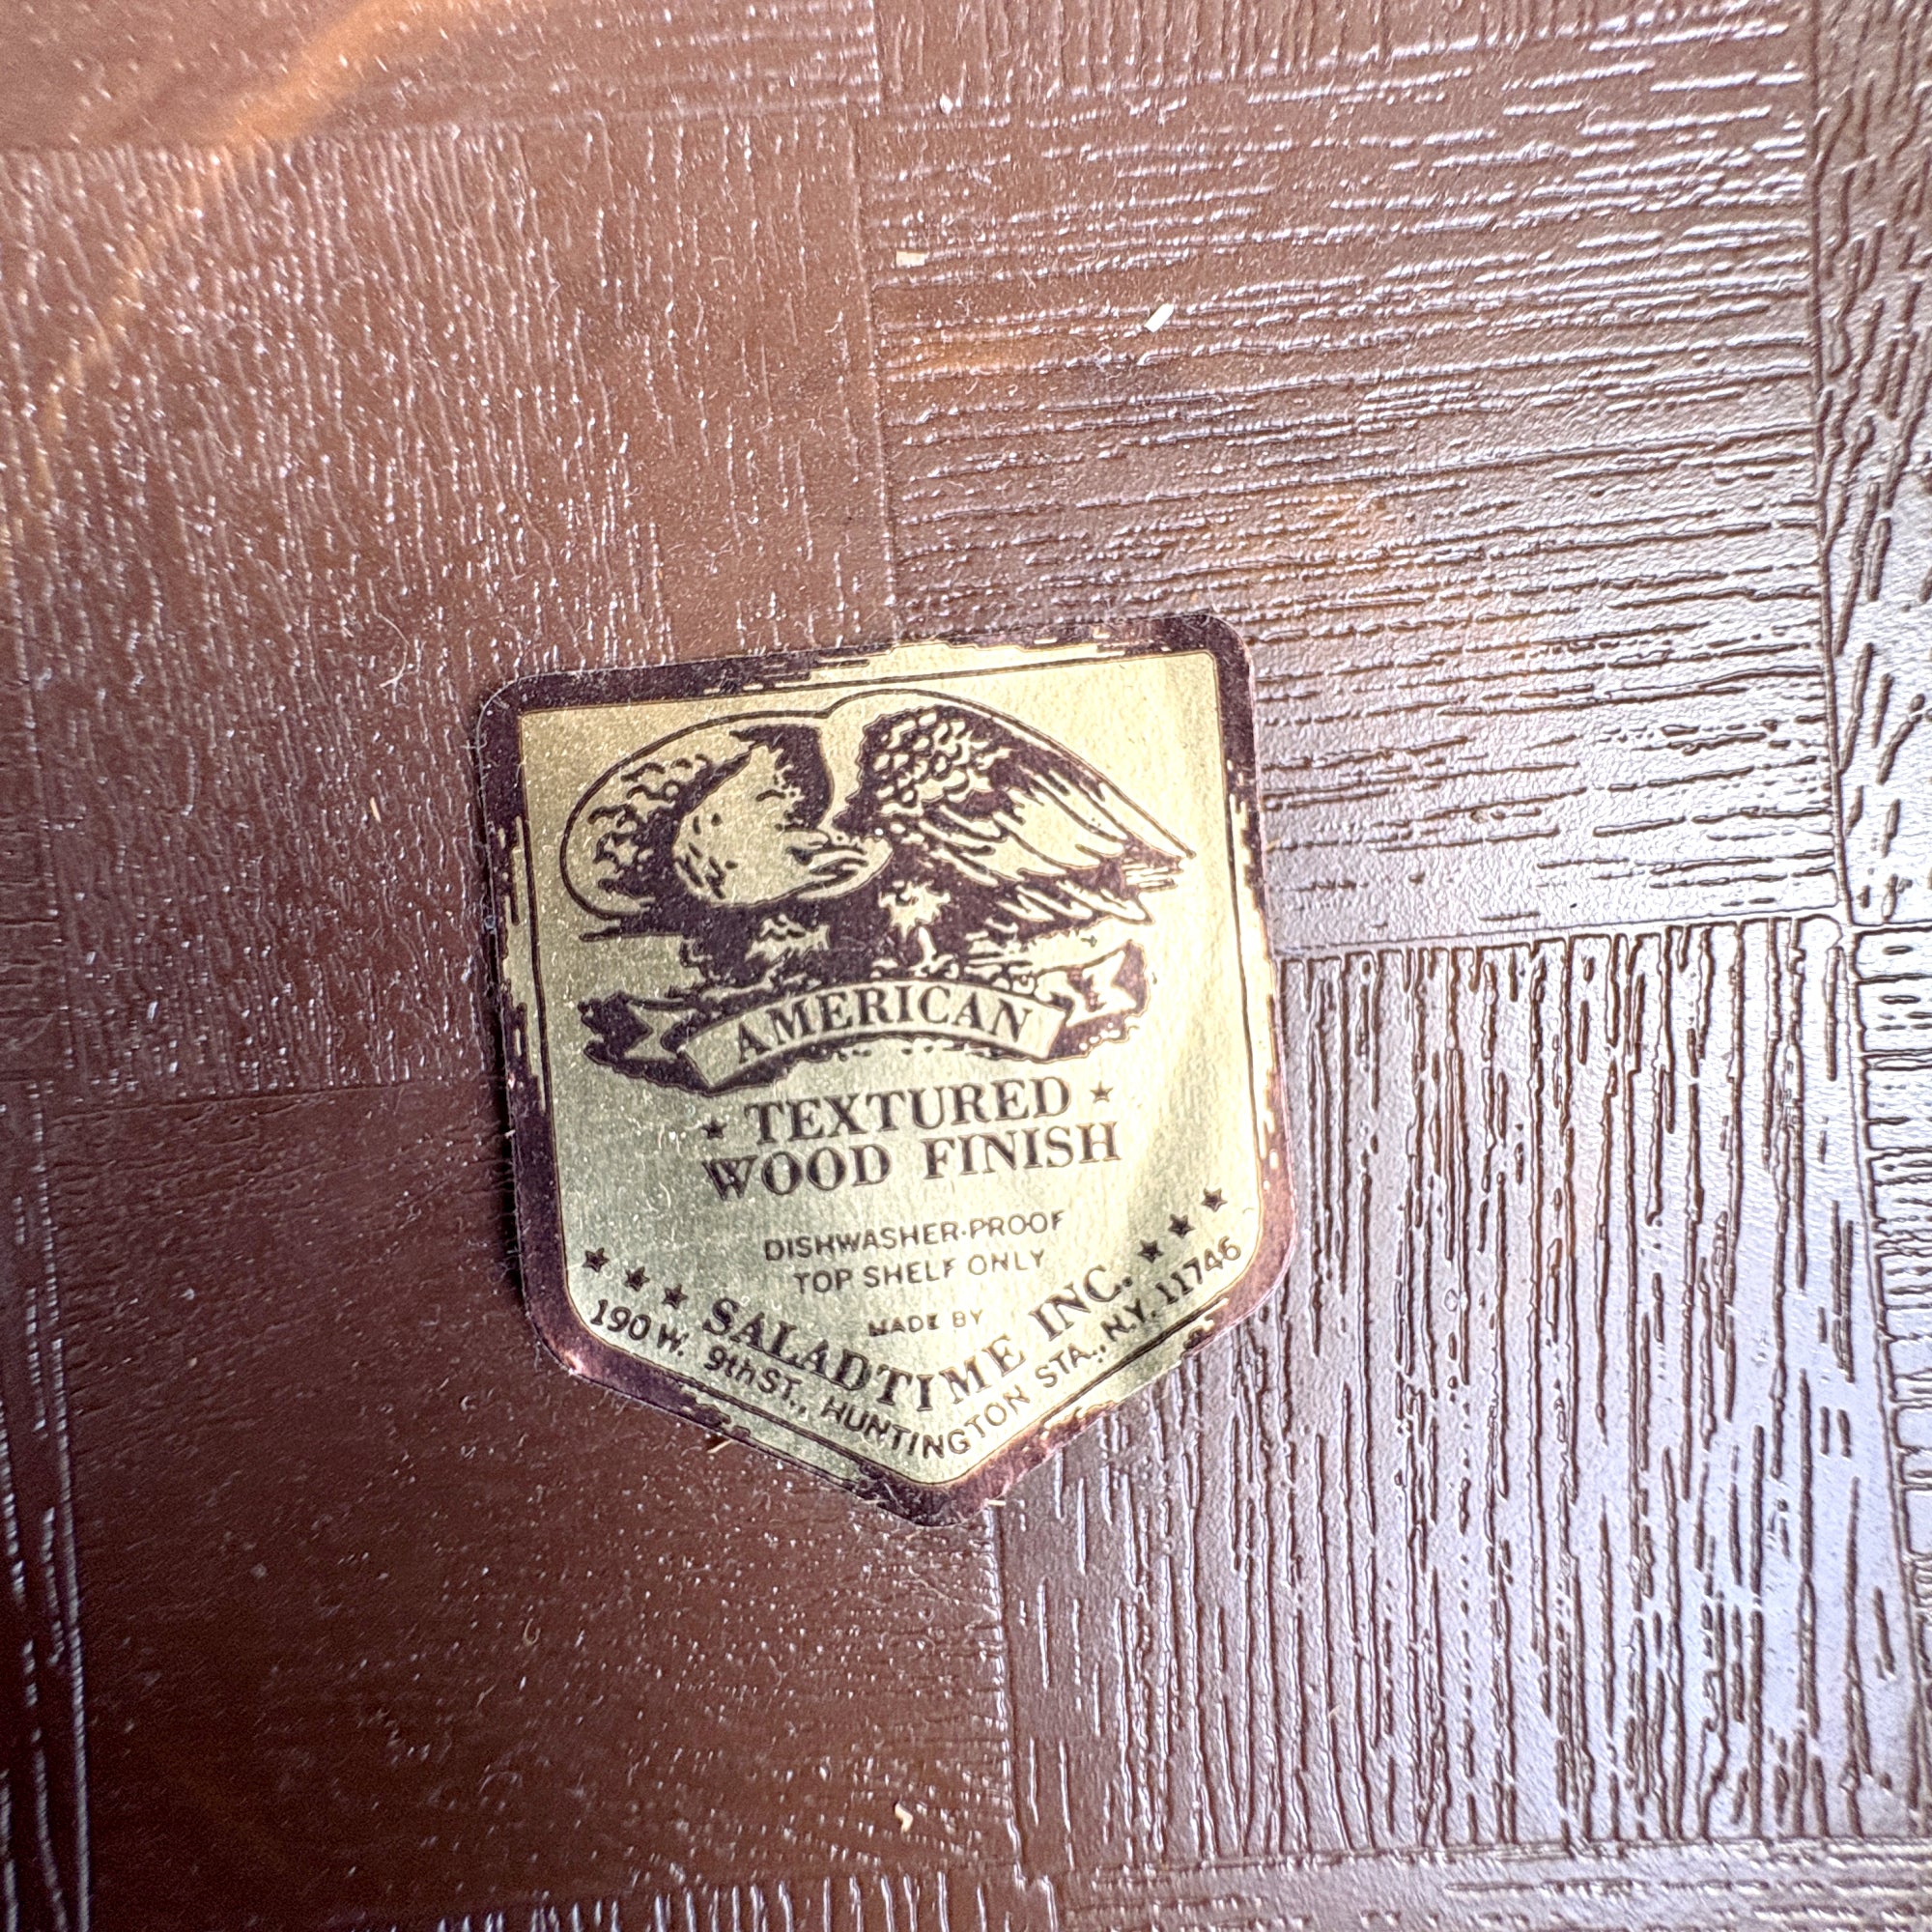 AMERICAN
TEXTURED
WOOD FINISH
DISHWASHER-PROOF
TOP SHELF ONLY
MADE BY
SALADTIME INC.
190 W. 9th ST., HUNTINGTON STA., N.Y. 11746